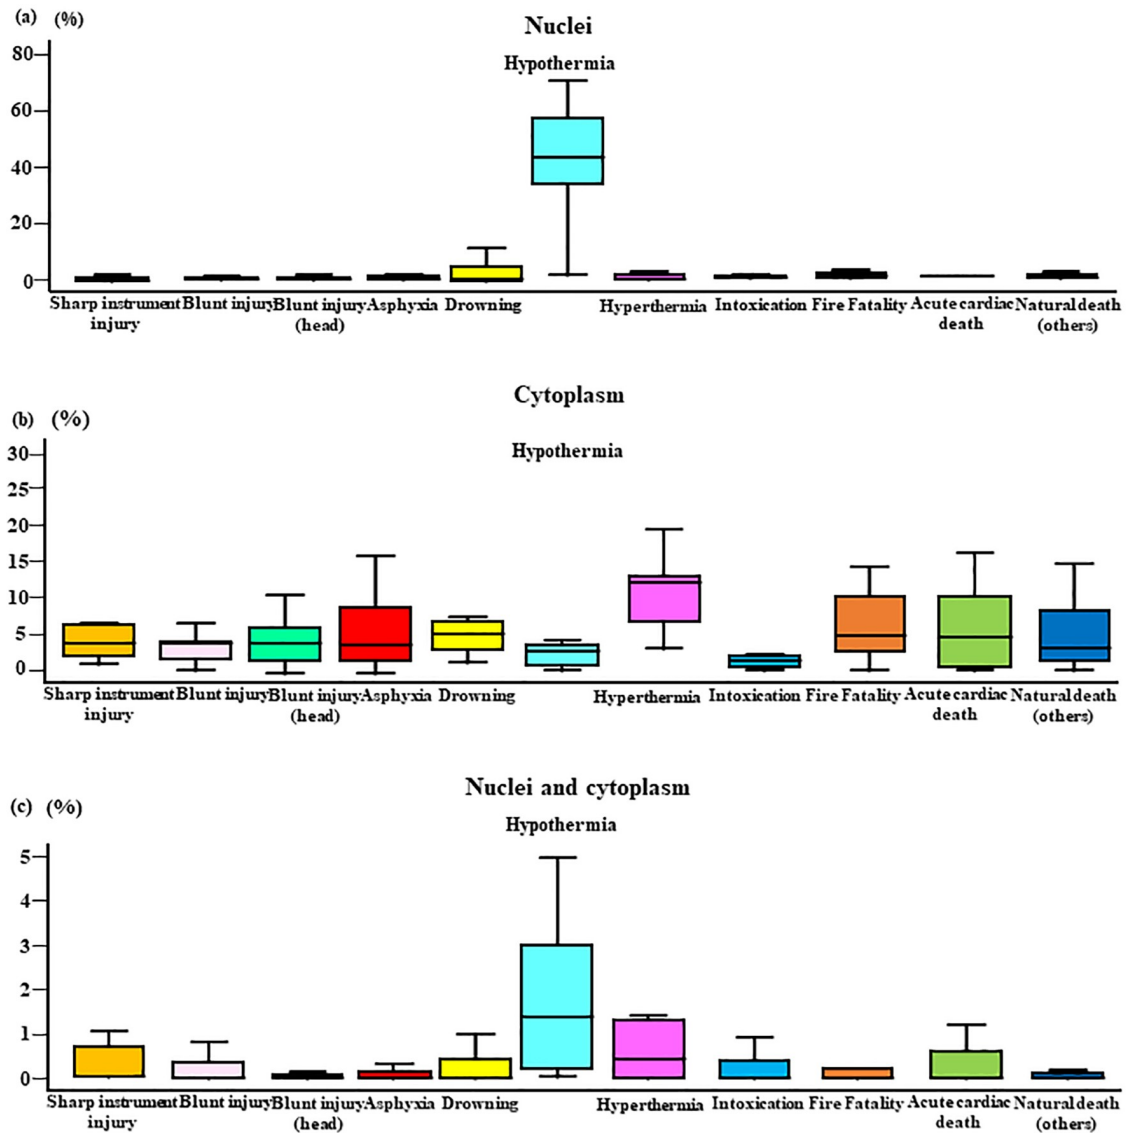 (a) (%)
Nuclei
Hypothermia
80
60
40
20
0
Sharp instrument Blunt injury Blunt injury Asphyxia Drowning Hyperthermia Intoxication Fire Fatality Acute cardiac Natural death
injury (head) death (others)
Cytoplasm
(b) (%)
Hypothermia
30
25
20
15
10
5
0
Sharp instrument Blunt injury Blunt injury Asphyxia Drowning Hyperthermia Intoxication Fire Fatality Acute cardiac Natural death
injury (head) death (others)
Nuclei and cytoplasm
(c) (%)
Hypothermia
5
4
3
2
1
0
Sharp instrument Blunt injury Blunt injury Asphyxia Drowning Hyperthermia Intoxication Fire Fatality Acute cardiac Natural death
injury (head) death (others)